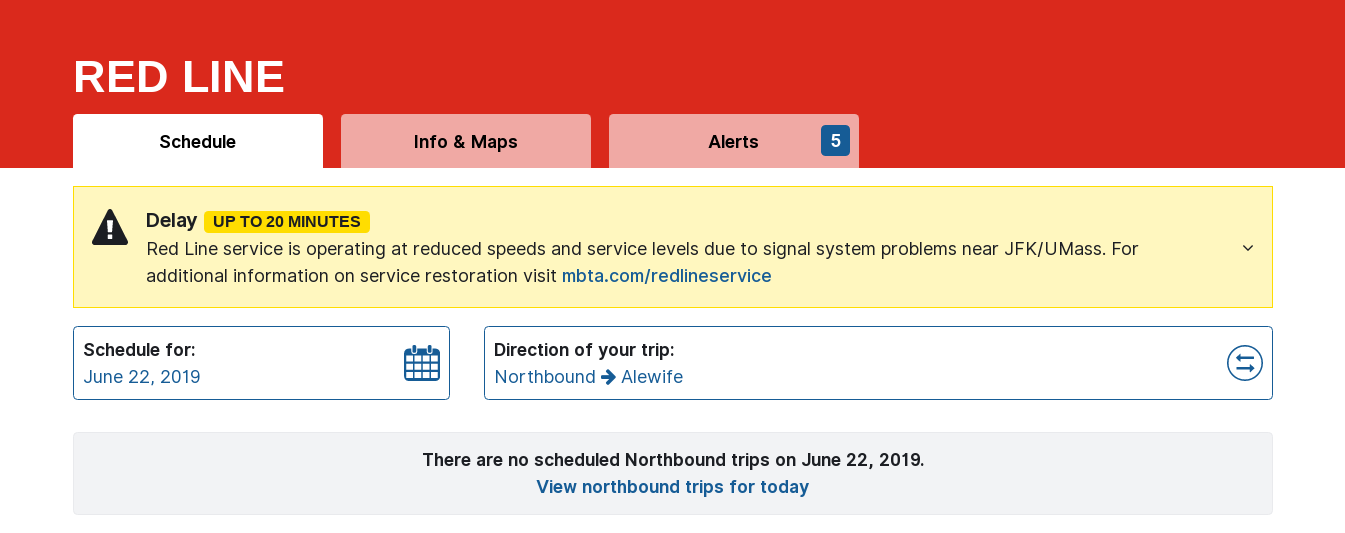 RED LINE
Schedule
Info & Maps
Alerts 5
Delay UP TO 20 MINUTES
Red Line service is operating at reduced speeds and service levels due to signal system problems near JFK/UMass. For
additional information on service restoration visit mbta.com/redlineservice
Schedule for:
June 22, 2019
Direction of your trip:
Northbound → Alewife
There are no scheduled Northbound trips on June 22, 2019.
View northbound trips for today